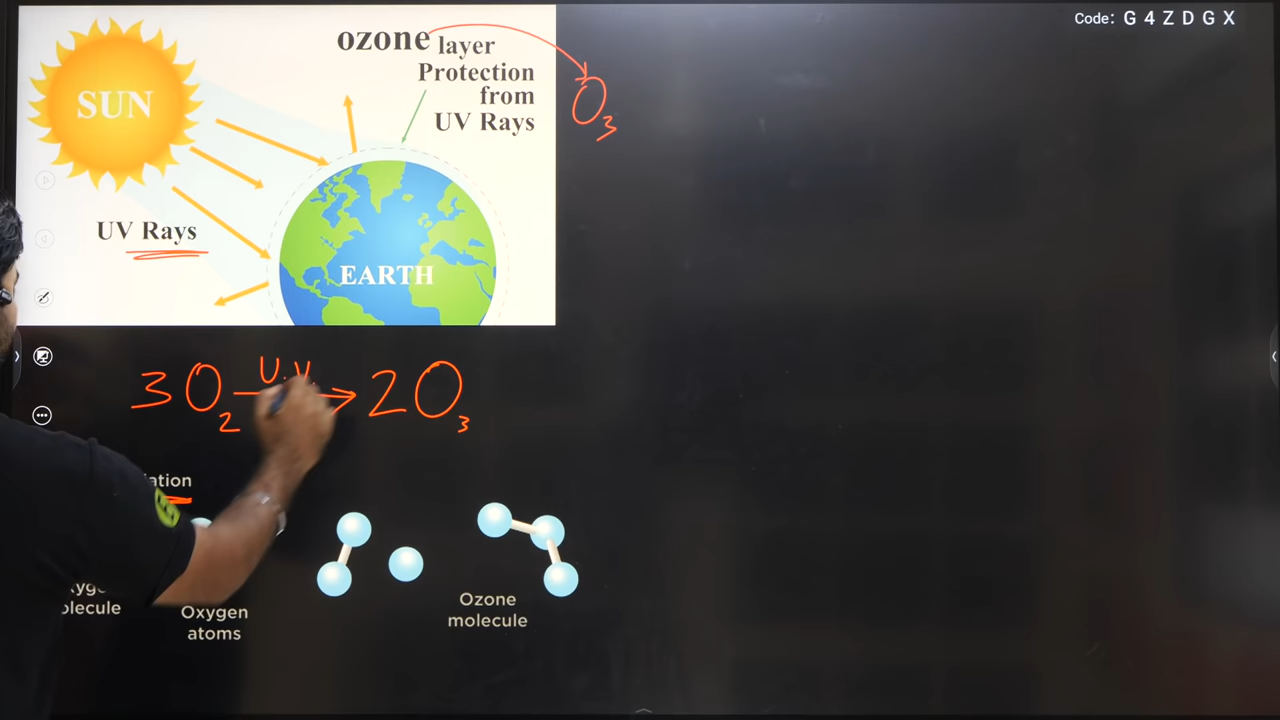 Code: G 4 Z D G X
ozone layer
Protection
from
UV Rays
O3
SUN
UV Rays
EARTH
3O2 U.V. → 2O3
Oxygen
atoms
Ozone
molecule